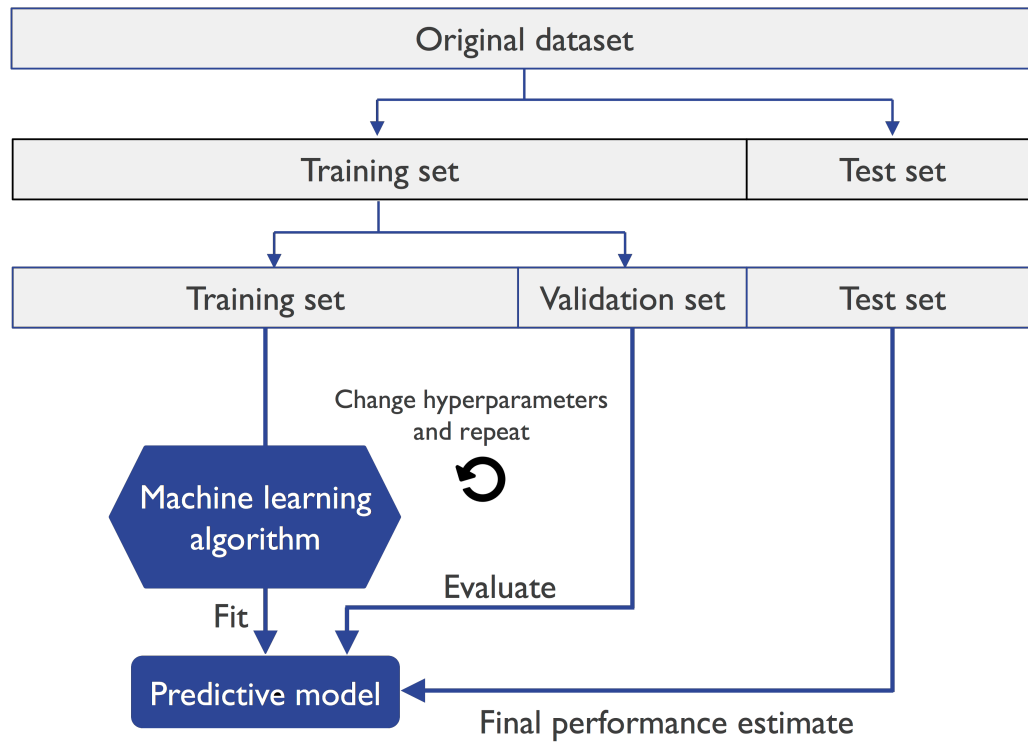 Original dataset
Training set
Test set
Training set
Validation set
Test set
Change hyperparameters
and repeat
Machine learning
algorithm
Evaluate
Fit
Predictive model
Final performance estimate